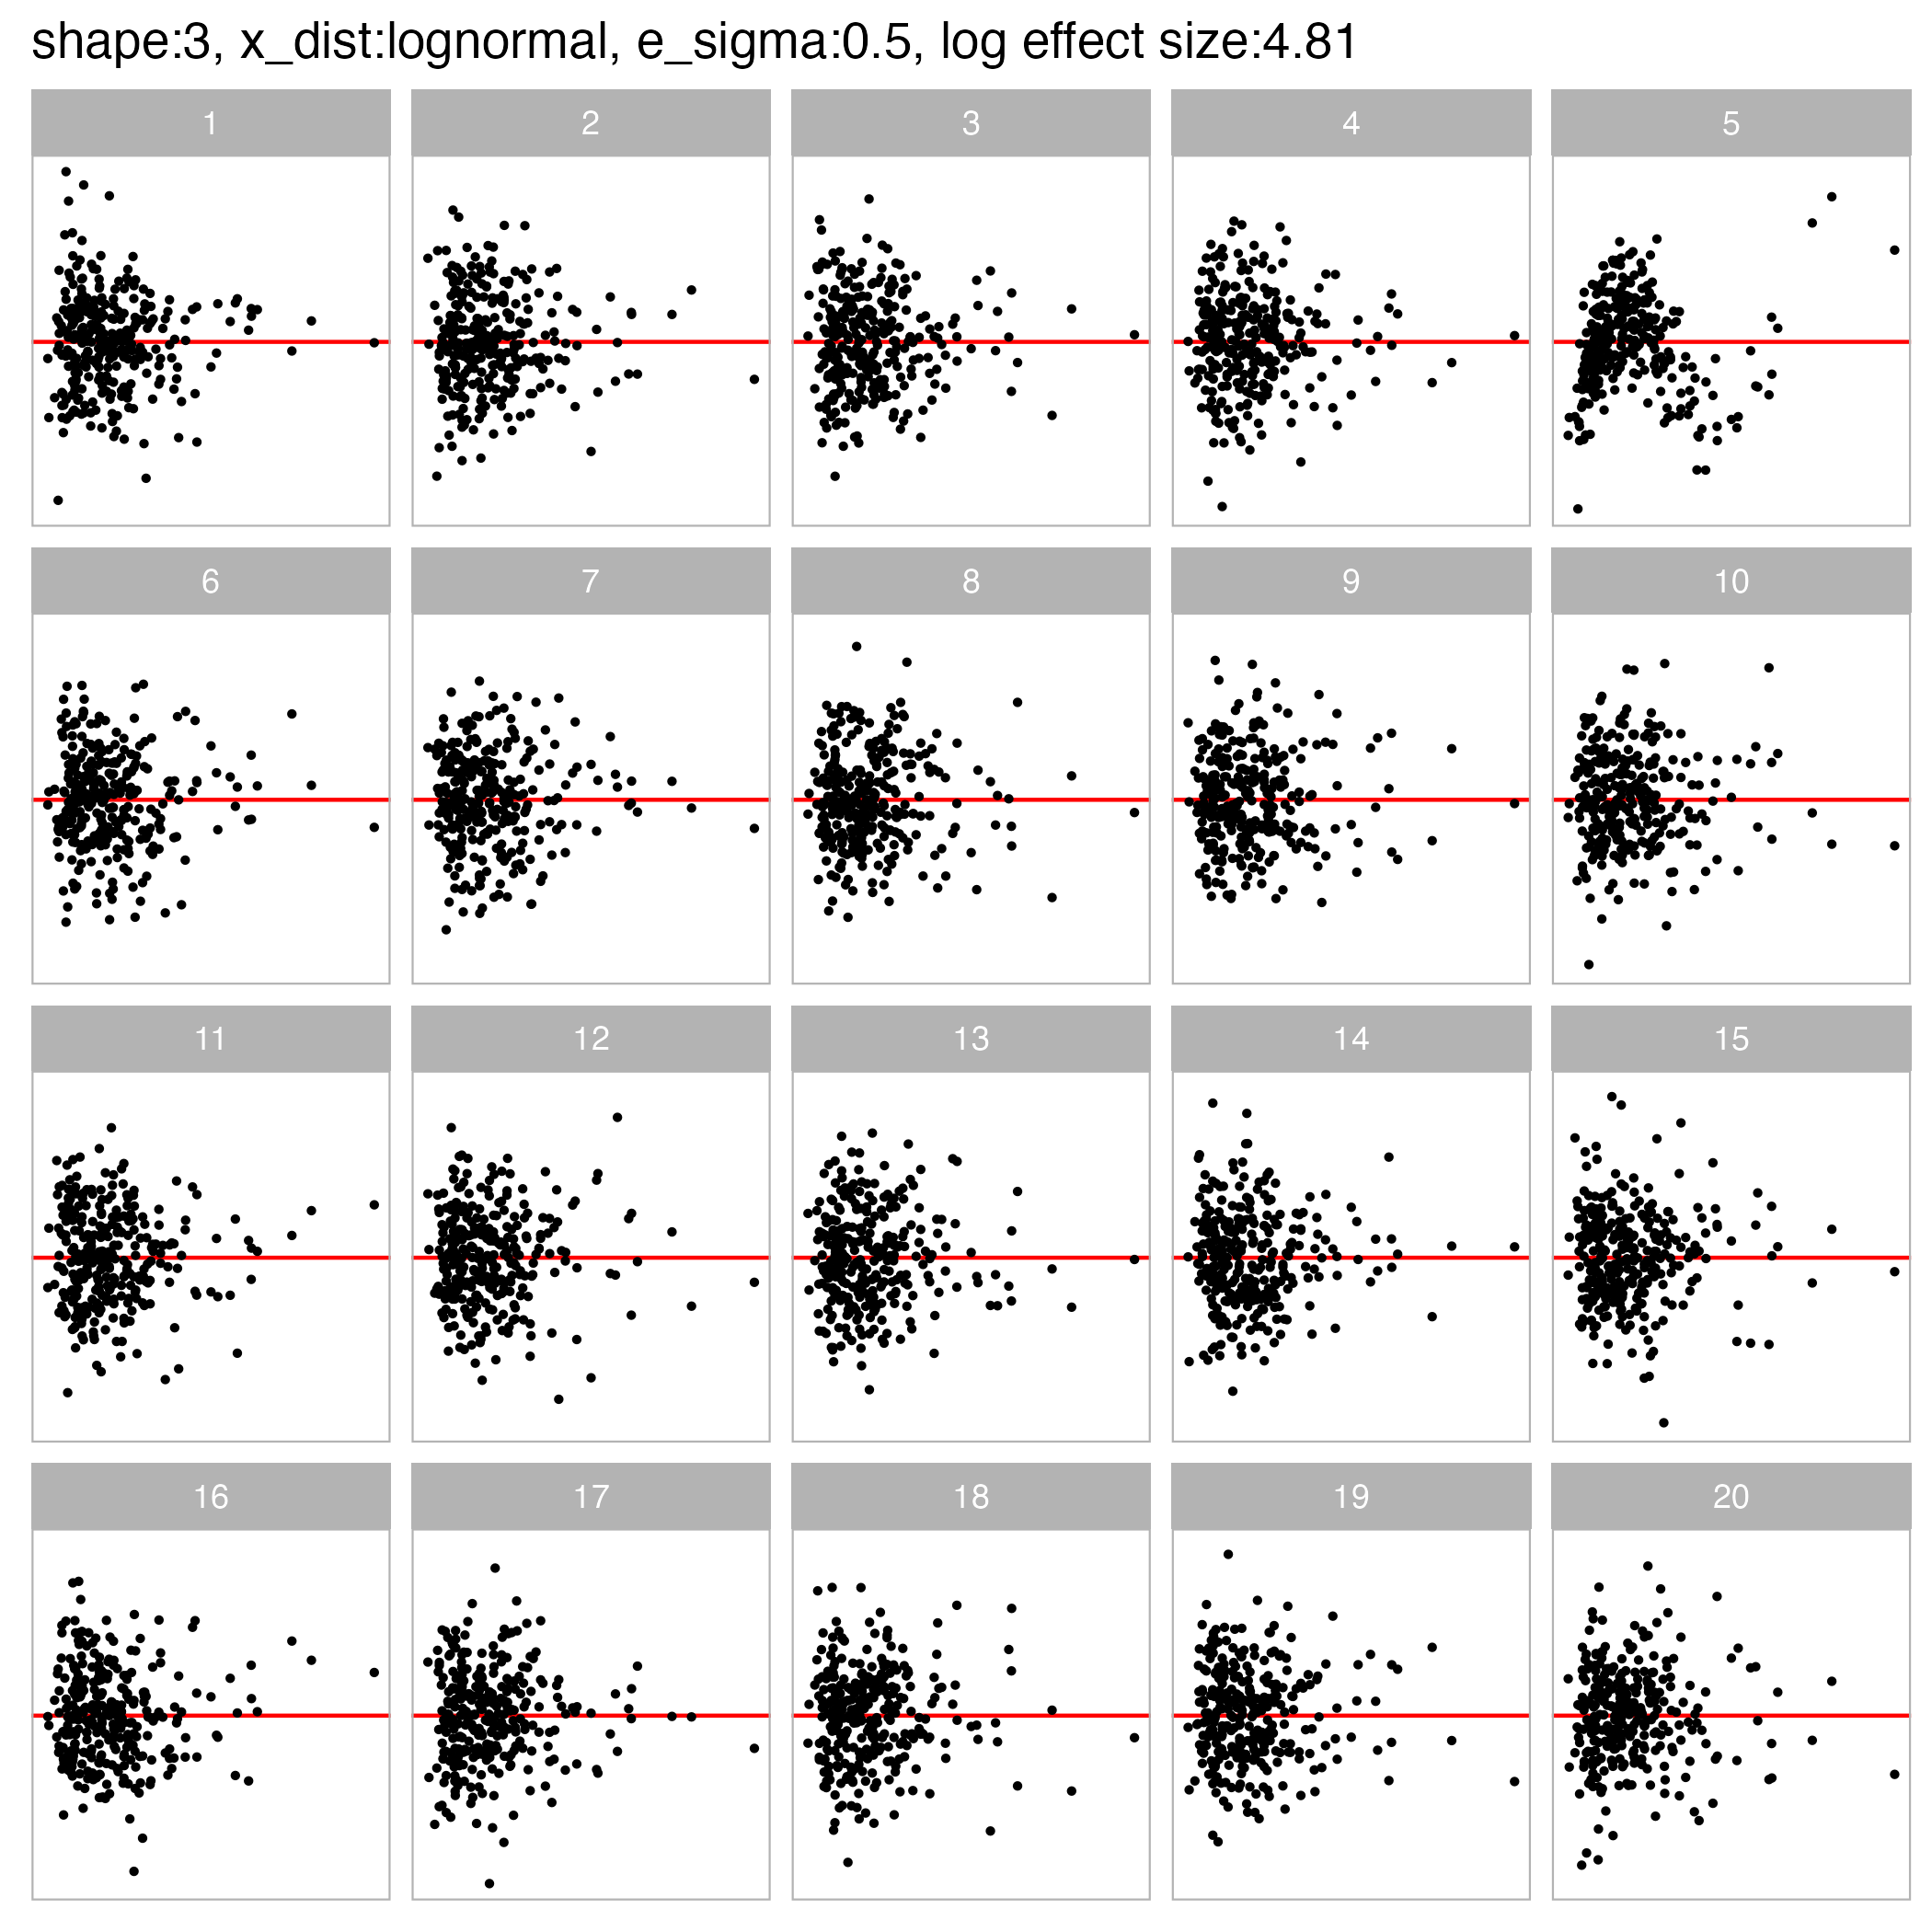 shape:3, x_dist:lognormal, e_sigma:0.5, log effect size:4.81
1 2 3 4 5
6 7 8 9 10
11 12 13 14 15
16 17 18 19 20